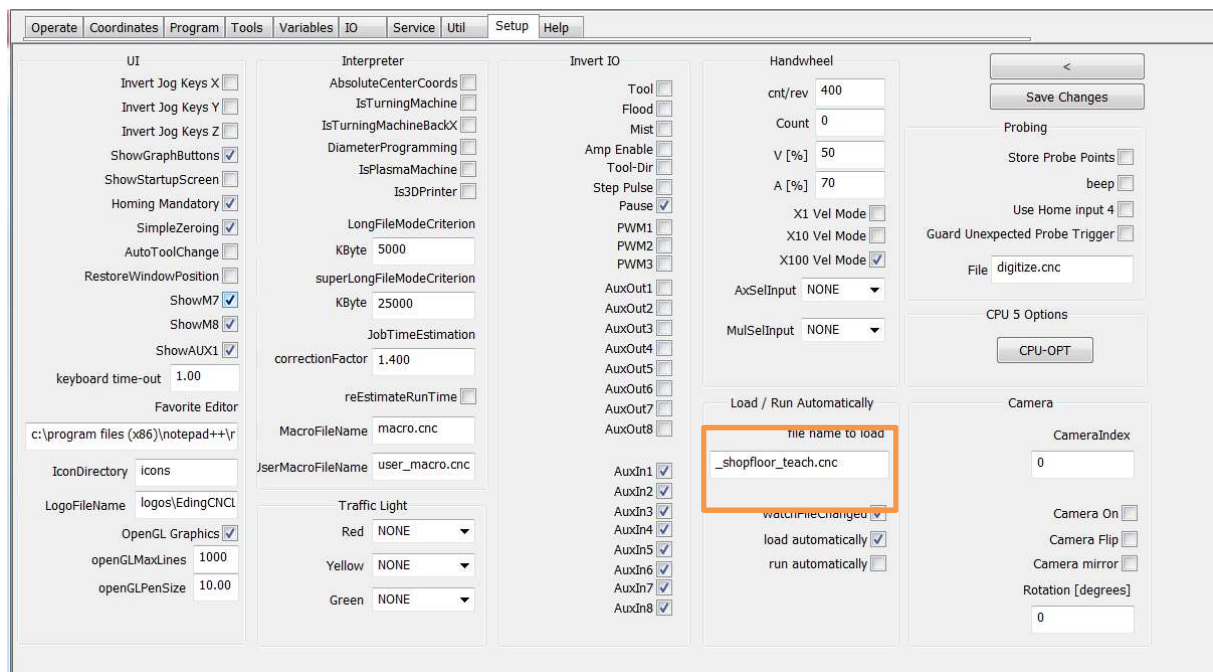 Operate Coordinates Program Tools Variables IO Service Util Setup Help
UI
Invert Jog Keys X
Invert Jog Keys Y
Invert Jog Keys Z
ShowGraphButtons
ShowStartupScreen
Homing Mandatory
SimpleZeroing
AutoToolChange
RestoreWindowPosition
ShowM7
ShowM8
ShowAUX1
keyboard time-out 1.00
Favorite Editor
c:\program files (x86)\notepad++\r
IconDirectory icons
LogoFileName logos\EdingCNCL
OpenGL Graphics
openGLMaxLines 1000
openGLPenSize 10.00
Interpreter
AbsoluteCenterCoords
IsTurningMachine
IsTurningMachineBackX
DiameterProgramming
IsPlasmaMachine
Is3DPrinter
LongFileModeCriterion
KByte 5000
superLongFileModeCriterion
KByte 25000
JobTimeEstimation
correctionFactor 1.400
reEstimateRunTime
MacroFileName macro.cnc
UserMacroFileName user_macro.cnc
Traffic Light
Red NONE
Yellow NONE
Green NONE
Invert IO
Tool
Flood
Mist
Amp Enable
Tool-Dir
Step Pulse
Pause
PWM1
PWM2
PWM3
AuxOut1
AuxOut2
AuxOut3
AuxOut4
AuxOut5
AuxOut6
AuxOut7
AuxOut8
AuxIn1
AuxIn2
AuxIn3
AuxIn4
AuxIn5
AuxIn6
AuxIn7
AuxIn8
Handwheel
cnt/rev 400
Count 0
V [%] 50
A [%] 70
X1 Vel Mode
X10 Vel Mode
X100 Vel Mode
AxSelInput NONE
MulSelInput NONE
Load / Run Automatically
file name to load
_shopfloor_teach.cnc
watchFileChanged
load automatically
run automatically
<
Save Changes
Probing
Store Probe Points
beep
Use Home input 4
Guard Unexpected Probe Trigger
File digitize.cnc
CPU 5 Options
CPU-OPT
Camera
CameraIndex
0
Camera On
Camera Flip
Camera mirror
Rotation [degrees]
0